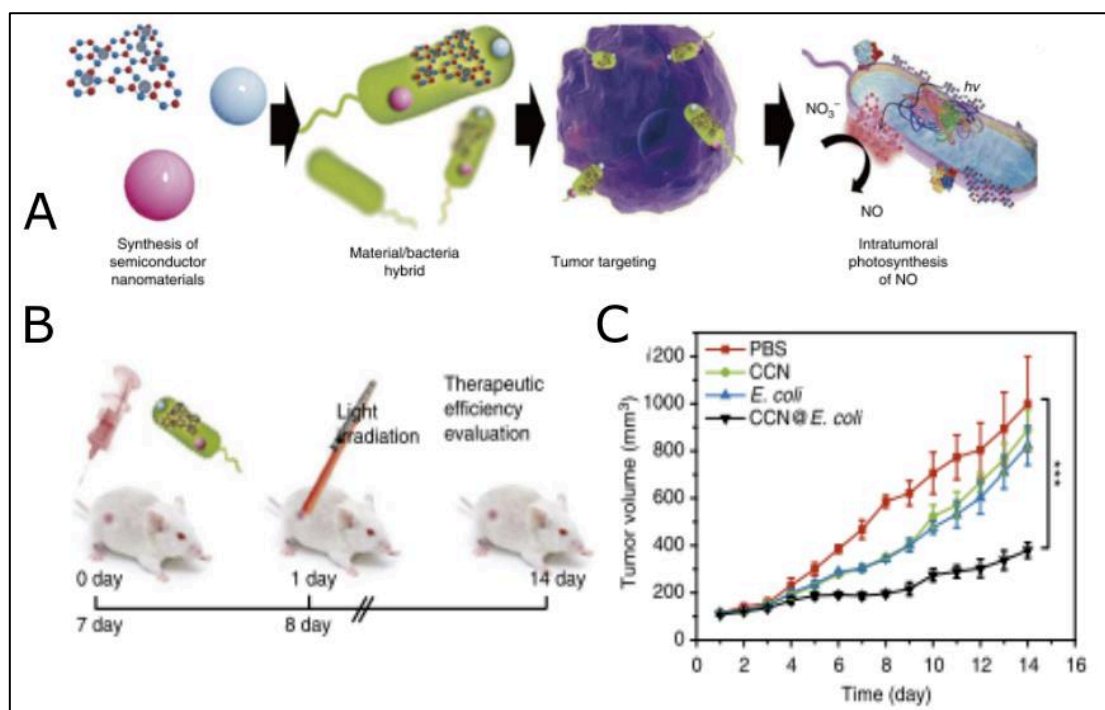 A
hν
NO₃⁻
NO
Synthesis of
semiconductor
nanomaterials
Material/bacteria
hybrid
Tumor targeting
Intratumoral
photosynthesis
of NO
B
Light
irradiation
Therapeutic
efficiency
evaluation
0 day
1 day
14 day
7 day
8 day
C
PBS
CCN
E. coli
CCN@E. coli
***
Tumor volume (mm³)
1200
1000
800
600
400
200
0
0 2 4 6 8 10 12 14 16
Time (day)